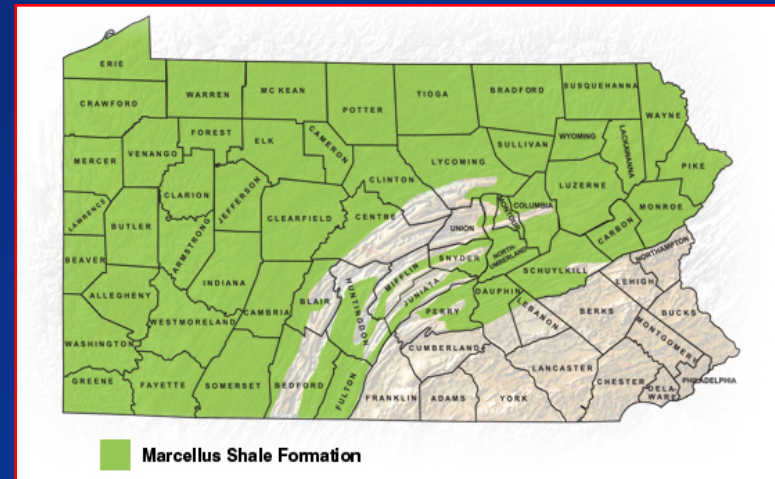 ERIE
CRAWFORD
WARREN
MC KEAN
POTTER
TIOGA
BRADFORD
SUSQUEHANNA
WAYNE
FOREST
ELK
CAMERON
VENANGO
MERCER
CLARION
JEFFERSON
CLINTON
LYCOMING
SULLIVAN
WYOMING
LACKAWANNA
PIKE
LUZERNE
MONROE
COLUMBIA
MONTOUR
LAWRENCE
BUTLER
ARMSTRONG
CLEARFIELD
CENTRE
UNION
CARBON
NORTHAMPTON
BEAVER
ALLEGHENY
INDIANA
CAMBRIA
BLAIR
HUNTINGDON
MIFFLIN
SNYDER
NORTH-
UMBERLAND
JUNIATA
SCHUYLKILL
LEHIGH
WESTMORELAND
PERRY
DAUPHIN
LEBANON
BERKS
BUCKS
MONTGOMERY
WASHINGTON
CUMBERLAND
LANCASTER
CHESTER
PHILADELPHIA
DELA-
WARE
GREENE
FAYETTE
SOMERSET
BEDFORD
FULTON
FRANKLIN
ADAMS
YORK
Marcellus Shale Formation